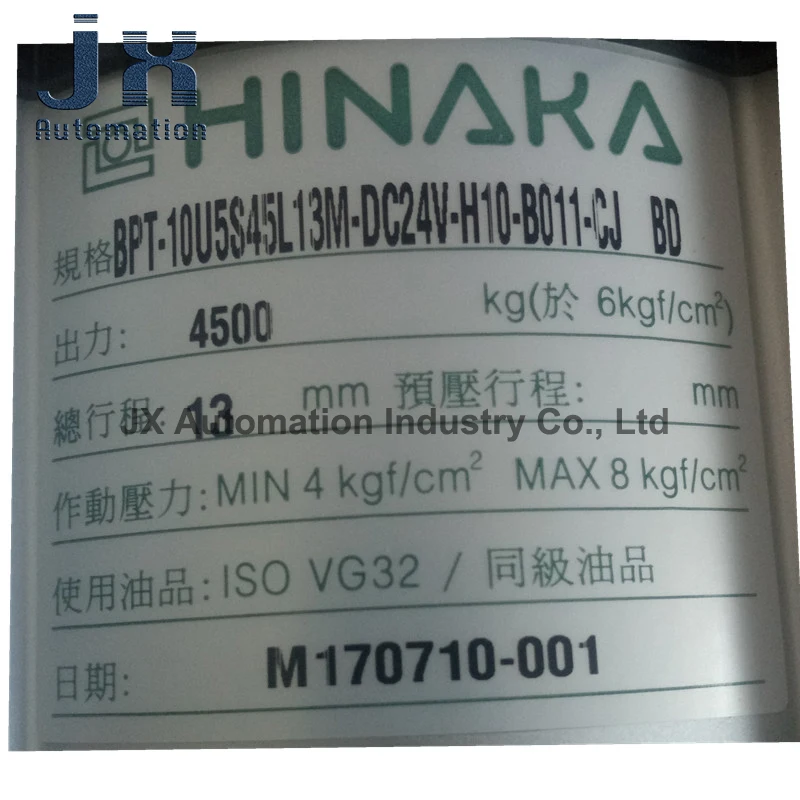 JX
Automation
HINAKA
規格 BPT-10U5S45L13M-DC24V-H10-B011-CJ BD
出力: 4500 kg(於 6kgf/cm²)
總行程: 13 mm 預壓行程: mm
JX Automation Industry Co., Ltd
作動壓力: MIN 4 kgf/cm² MAX 8 kgf/cm²
使用油品: ISO VG32 / 同級油品
日期: M170710-001